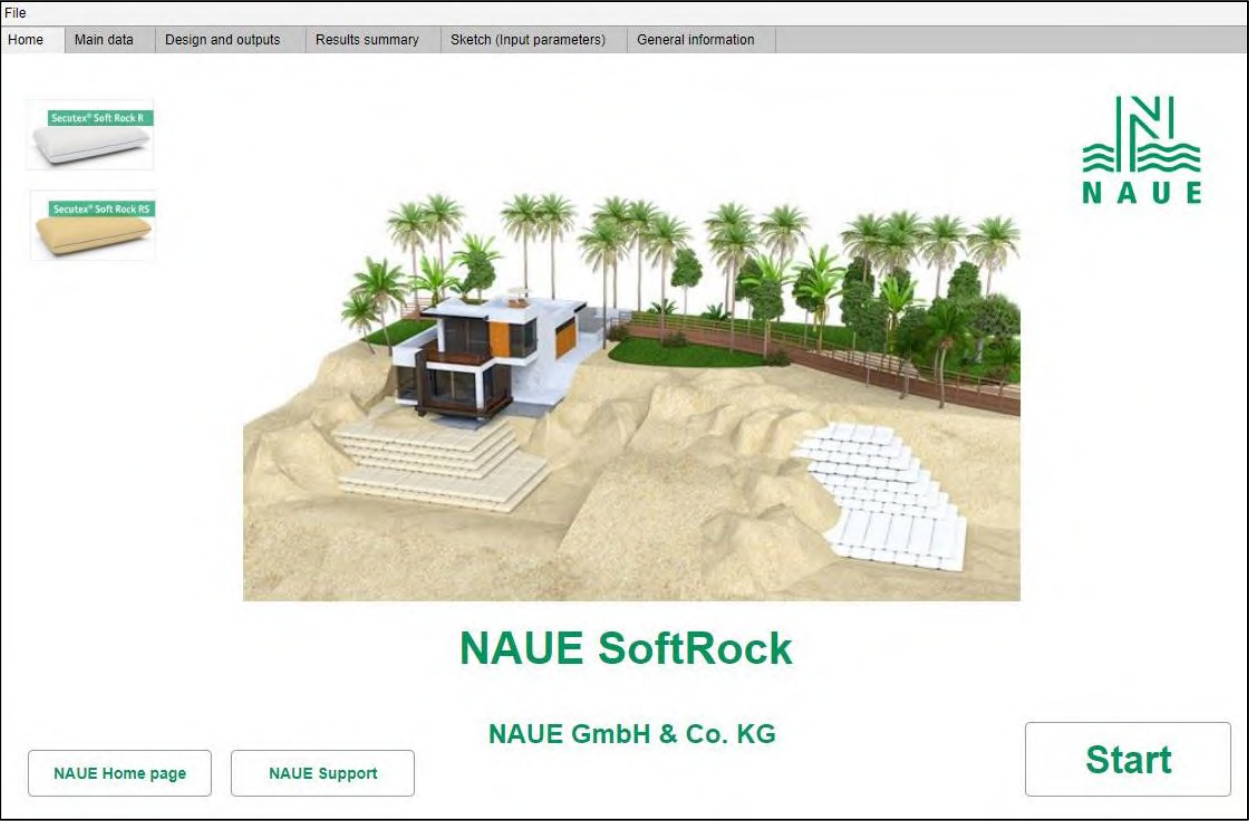 File
Home
Main data
Design and outputs
Results summary
Sketch (Input parameters)
General information
Secutex® Soft Rock R
Secutex® Soft Rock RS
NAUE
NAUE SoftRock
NAUE GmbH & Co. KG
NAUE Home page
NAUE Support
Start